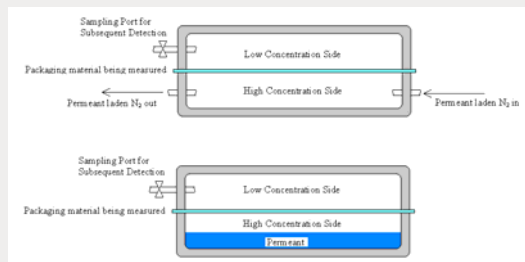 Sampling Port for
Subsequent Detection
Low Concentration Side
Packaging material being measured
High Concentration Side
Permeant laden N₂ out
Permeant laden N₂ in
Sampling Port for
Subsequent Detection
Low Concentration Side
Packaging material being measured
High Concentration Side
Permeant